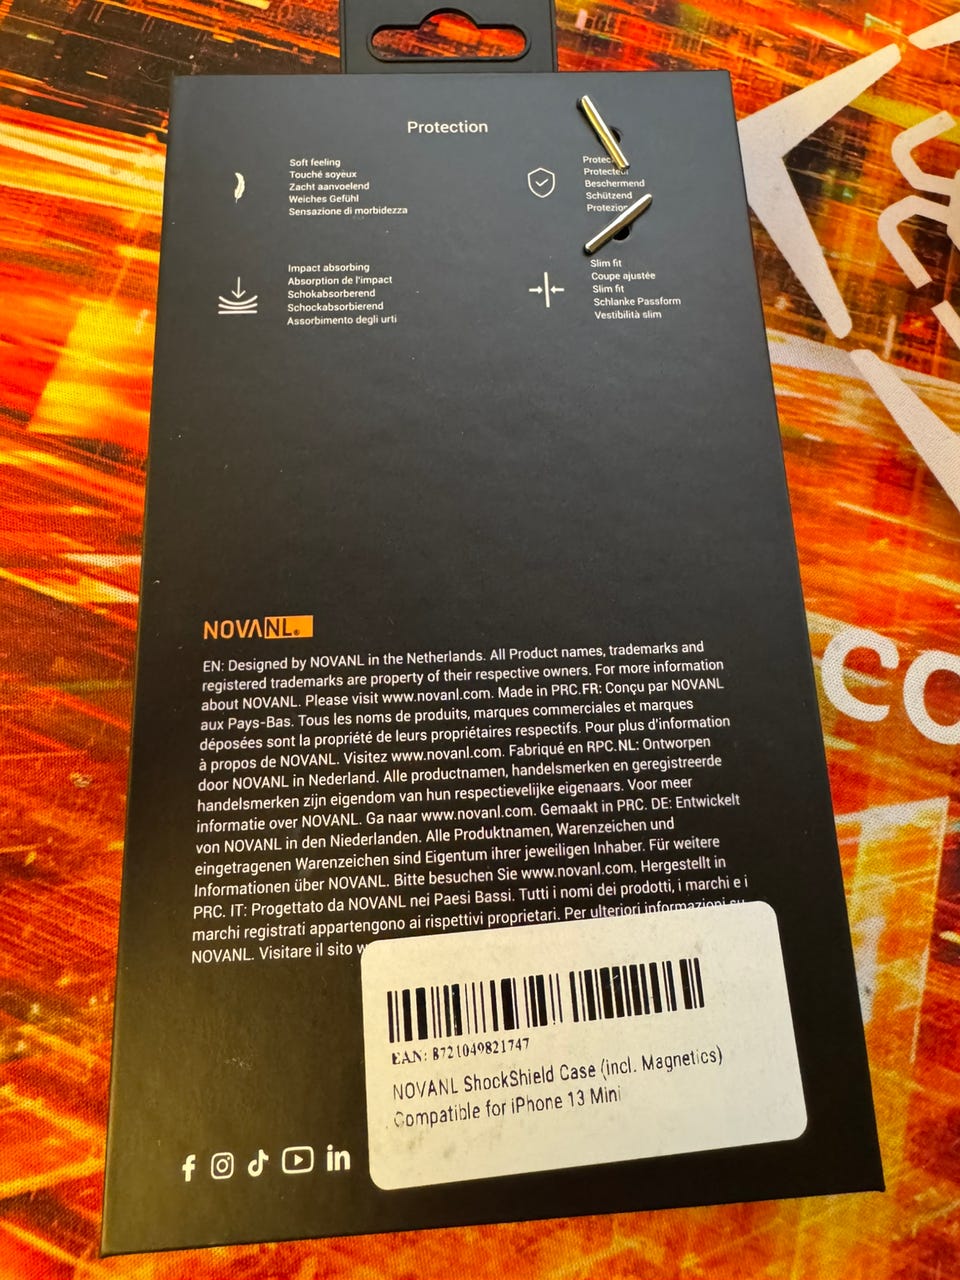 Protection
Soft feeling
Touché soyeux
Zacht aanvoelend
Weiches Gefühl
Sensazione di morbidezza
Protecteur
Beschermend
Schützend
Impact absorbing
Absorption de l'impact
Schokabsorberend
Schockabsorbierend
Assorbimento degli urti
Slim fit
Coupe ajustée
Slim fit
Schlanke Passform
Vestibilità slim
NOVANL®
EN: Designed by NOVANL in the Netherlands. All Product names, trademarks and
registered trademarks are property of their respective owners. For more information
about NOVANL. Please visit www.novanl.com. Made in PRC.FR: Conçu par NOVANL
aux Pays-Bas. Tous les noms de produits, marques commerciales et marques
déposées sont la propriété de leurs propriétaires respectifs. Pour plus d'information
à propos de NOVANL. Visitez www.novanl.com. Fabriqué en RPC.NL: Ontworpen
door NOVANL in Nederland. Alle productnamen, handelsmerken en geregistreerde
handelsmerken zijn eigendom van hun respectievelijke eigenaars. Voor meer
informatie over NOVANL. Ga naar www.novanl.com. Gemaakt in PRC. DE: Entwickelt
von NOVANL in den Niederlanden. Alle Produktnamen, Warenzeichen und
eingetragenen Warenzeichen sind Eigentum ihrer jeweiligen Inhaber. Für weitere
Informationen über NOVANL. Bitte besuchen Sie www.novanl.com. Hergestellt in
PRC. IT: Progettato da NOVANL nei Paesi Bassi. Tutti i nomi dei prodotti, i marchi e i
marchi registrati appartengono ai rispettivi proprietari. Per ulteriori informazioni su
NOVANL. Visitare il sito
EAN: 8721049821747
NOVANL ShockShield Case (incl. Magnetics)
Compatible for iPhone 13 Mini
co